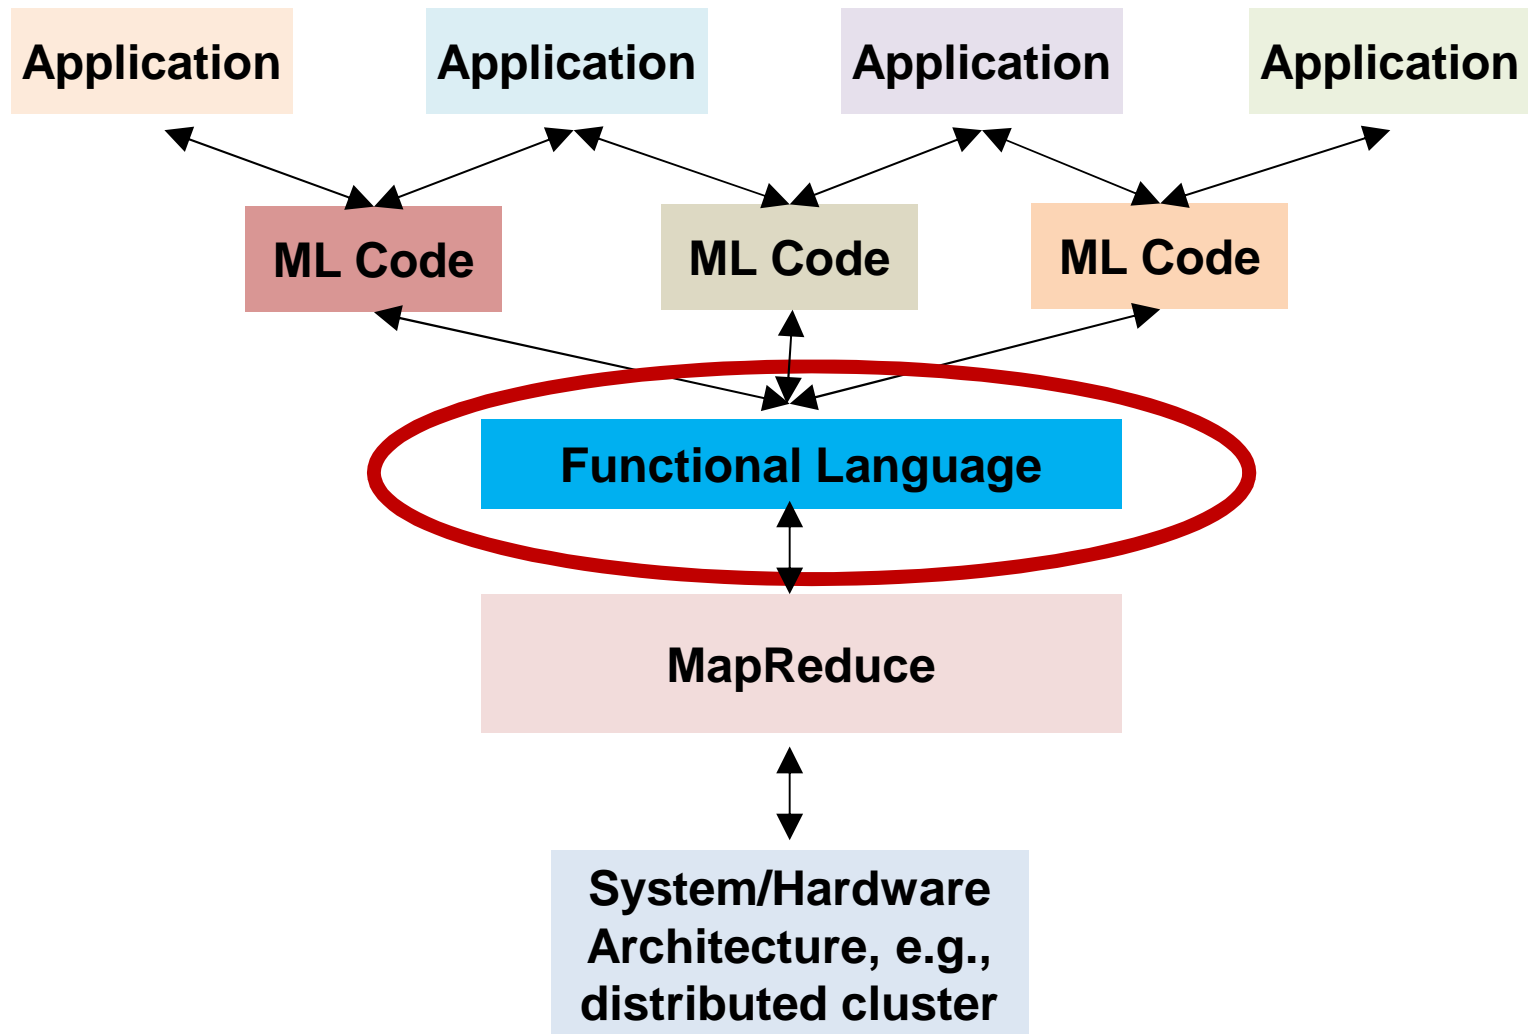 Application
Application
Application
Application
ML Code
ML Code
ML Code
Functional Language
MapReduce
System/Hardware
Architecture, e.g.,
distributed cluster